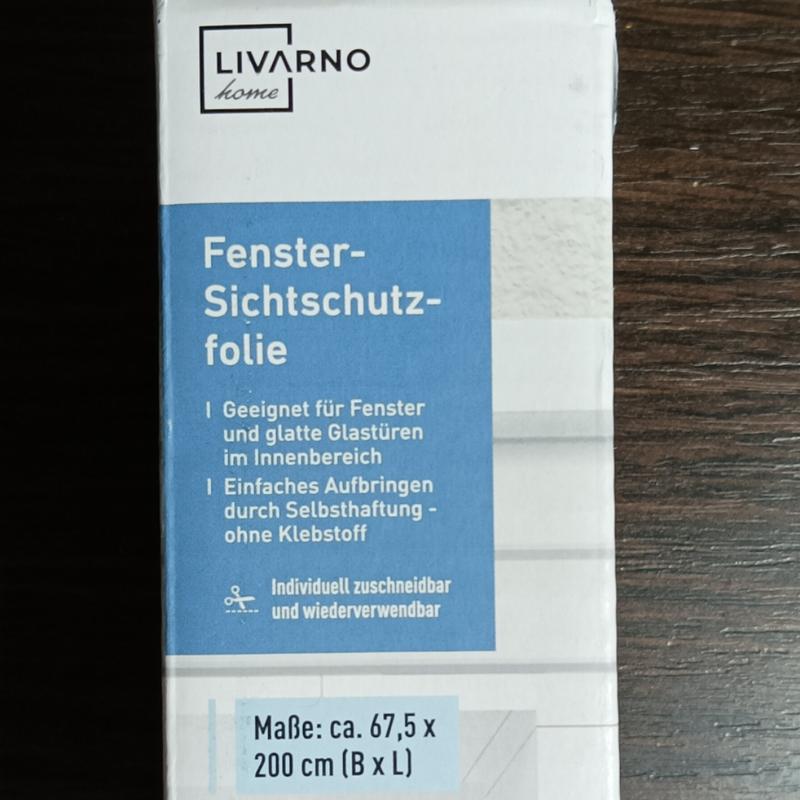 LIVARNO
home
Fenster-
Sichtschutz-
folie
| Geeignet für Fenster
und glatte Glastüren
im Innenbereich
| Einfaches Aufbringen
durch Selbsthaftung -
ohne Klebstoff
Individuell zuschneidbar
und wiederverwendbar
Maße: ca. 67,5 x
200 cm (B x L)